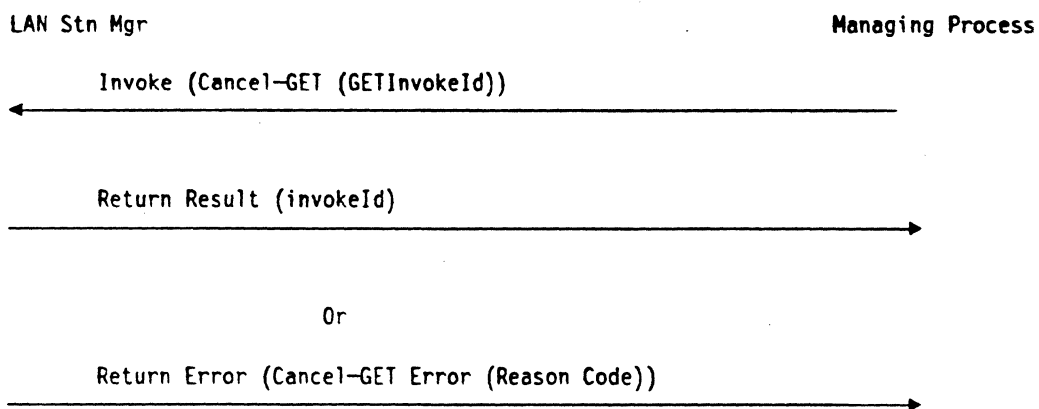 LAN Stn Mgr Managing Process
Invoke (Cancel-GET (GETInvokeId))
Return Result (invokeId)
Or
Return Error (Cancel-GET Error (Reason Code))